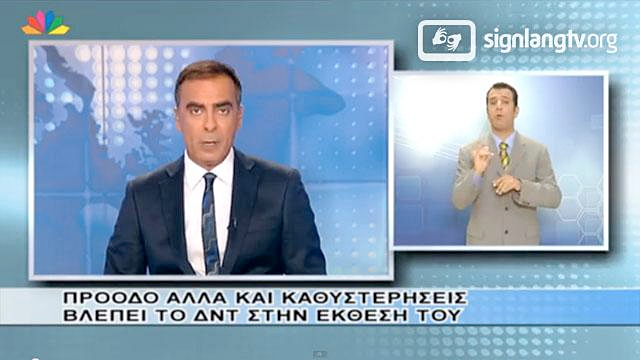 signlangtv.org
ΠΡΟΟΔΟ ΑΛΛΑ ΚΑΙ ΚΑΘΥΣΤΕΡΗΣΕΙΣ
ΒΛΕΠΕΙ ΤΟ ΔΝΤ ΣΤΗΝ ΕΚΘΕΣΗ ΤΟΥ